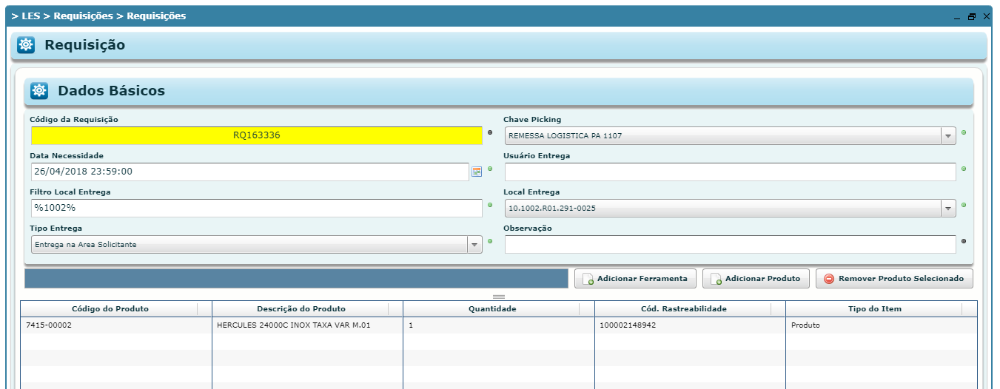 > LES > Requisições > Requisições
Requisição
Dados Básicos
Código da Requisição
RQ163336
Chave Picking
REMESSA LOGISTICA PA 1107
Data Necessidade
26/04/2018 23:59:00
Usuário Entrega
Filtro Local Entrega
%1002%
Local Entrega
10.1002.R01.291-0025
Tipo Entrega
Entrega na Area Solicitante
Observação
Adicionar Ferramenta
Adicionar Produto
Remover Produto Selecionado
Código do Produto Descrição do Produto Quantidade Cód. Rastreabilidade Tipo do Item
7415-00002 HERCULES 24000C INOX TAXA VAR M.01 1 100002148942 Produto